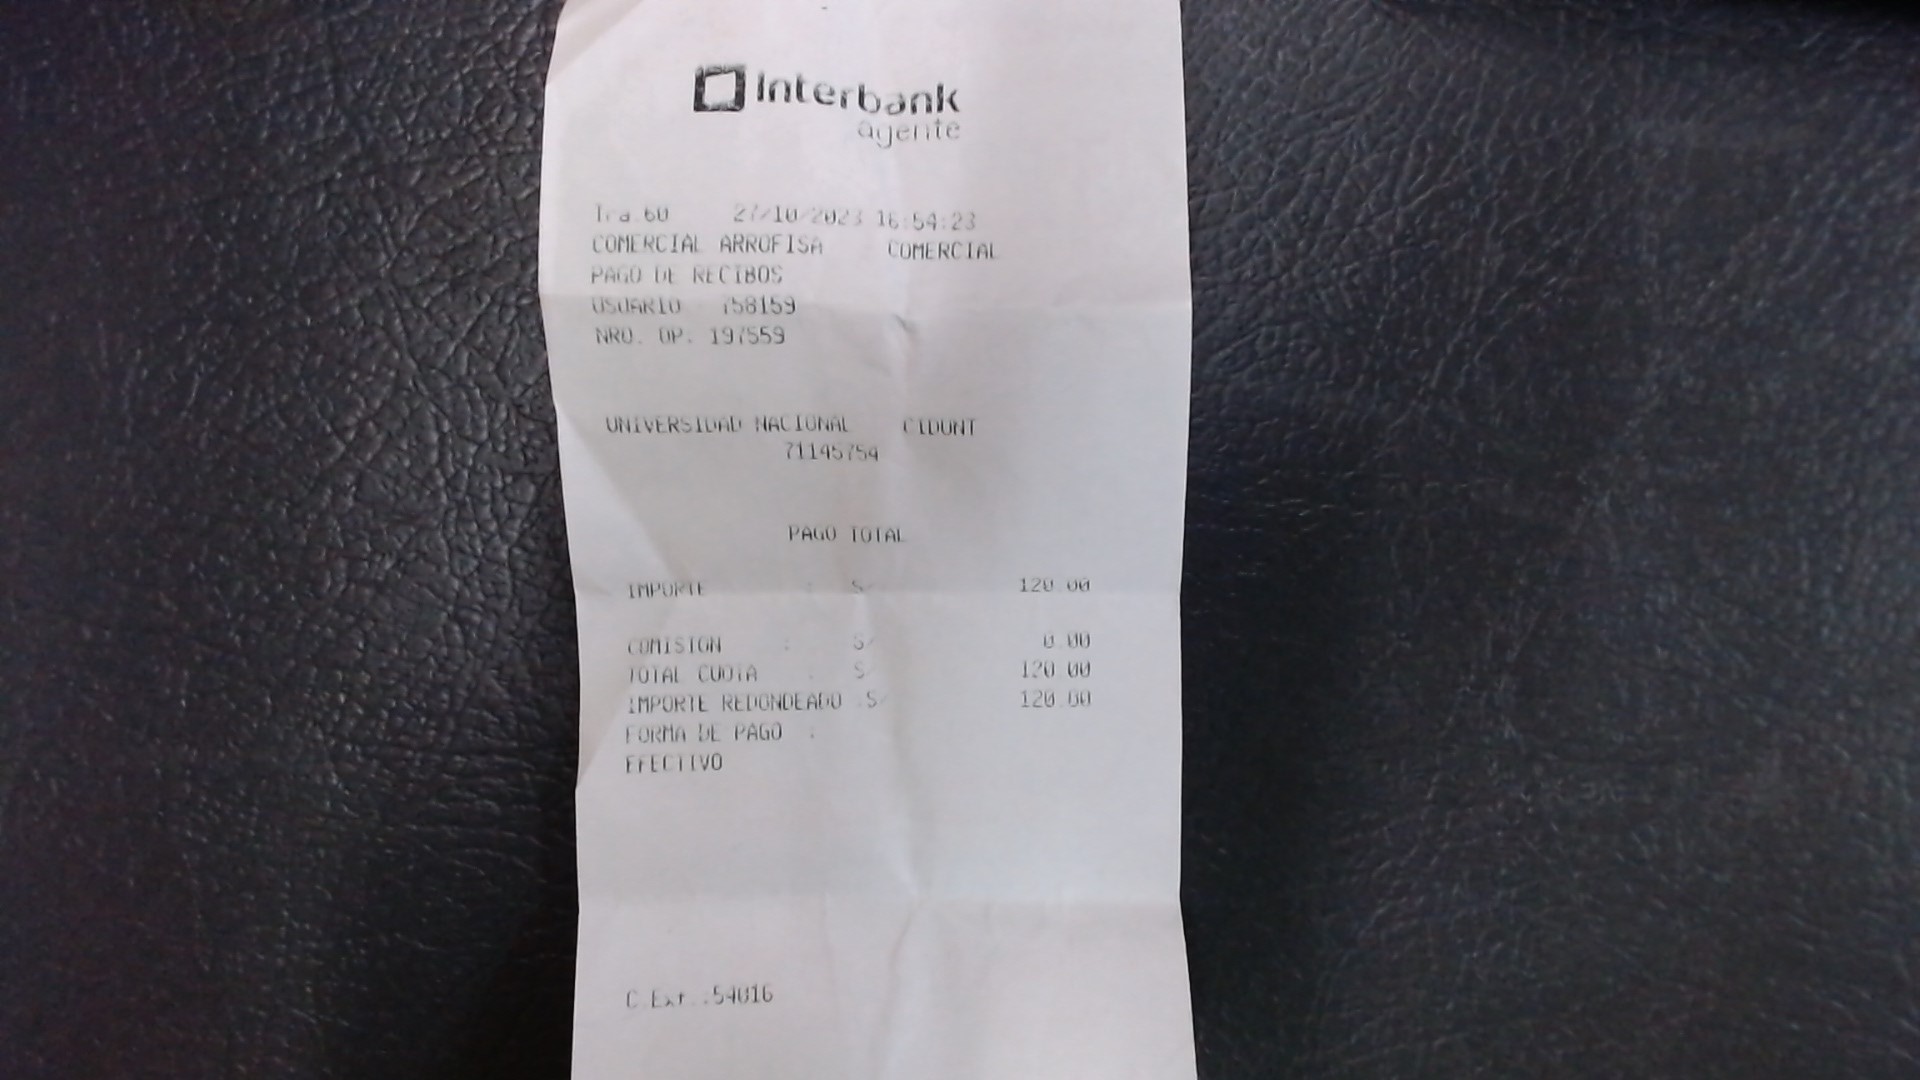 Interbank
agente
Tra.60 27/10/2023 16:54:23
COMERCIAL ARROFISA COMERCIAL
PAGO DE RECIBOS
USUARIO 758159
NRO. OP. 197559
UNIVERSIDAD NACIONAL CIDUNT
71145754
PAGO TOTAL
IMPORTE : S/ 120.00
COMISION : S/ 0.00
TOTAL CUOTA : S/ 120.00
IMPORTE REDONDEADO :S/ 120.00
FORMA DE PAGO :
EFECTIVO
C.Ext.:54016